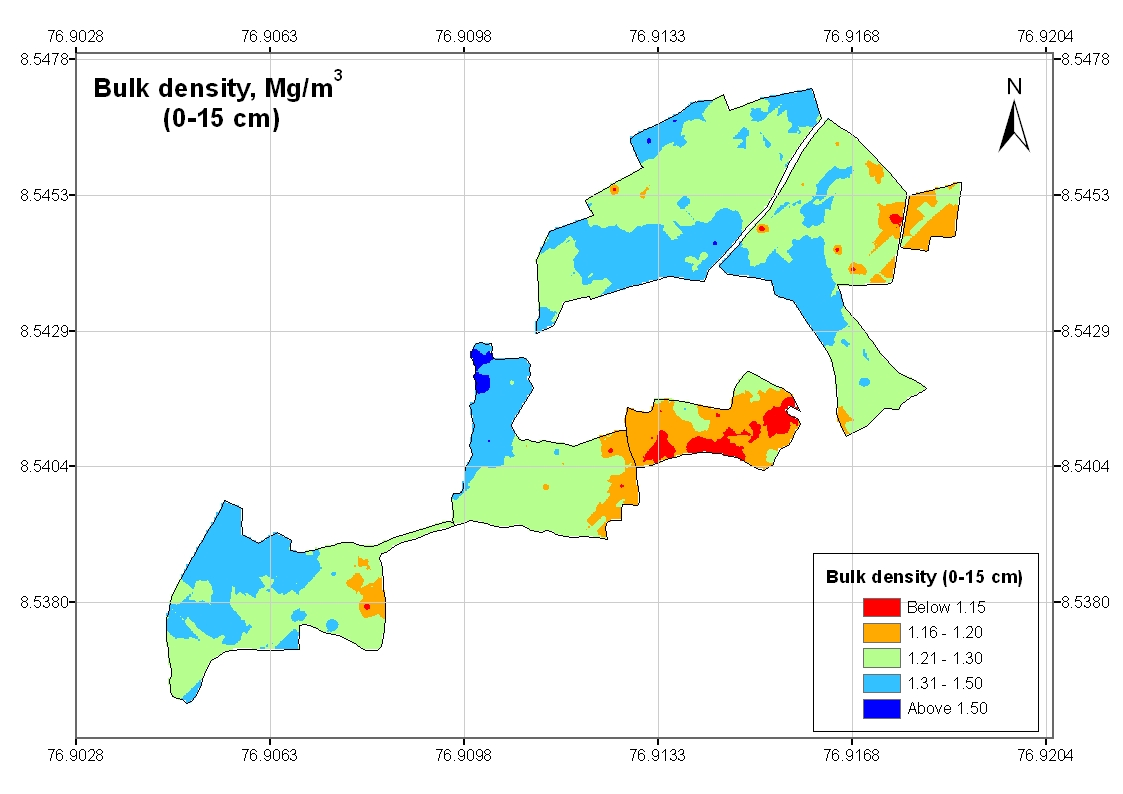 76.9028 76.9063 76.9098 76.9133 76.9168 76.9204
8.5478 8.5478
Bulk density, Mg/m³
(0-15 cm)
N
8.5453 8.5453
8.5429 8.5429
8.5404 8.5404
8.5380 8.5380
Bulk density (0-15 cm)
Below 1.15
1.16 - 1.20
1.21 - 1.30
1.31 - 1.50
Above 1.50
76.9028 76.9063 76.9098 76.9133 76.9168 76.9204